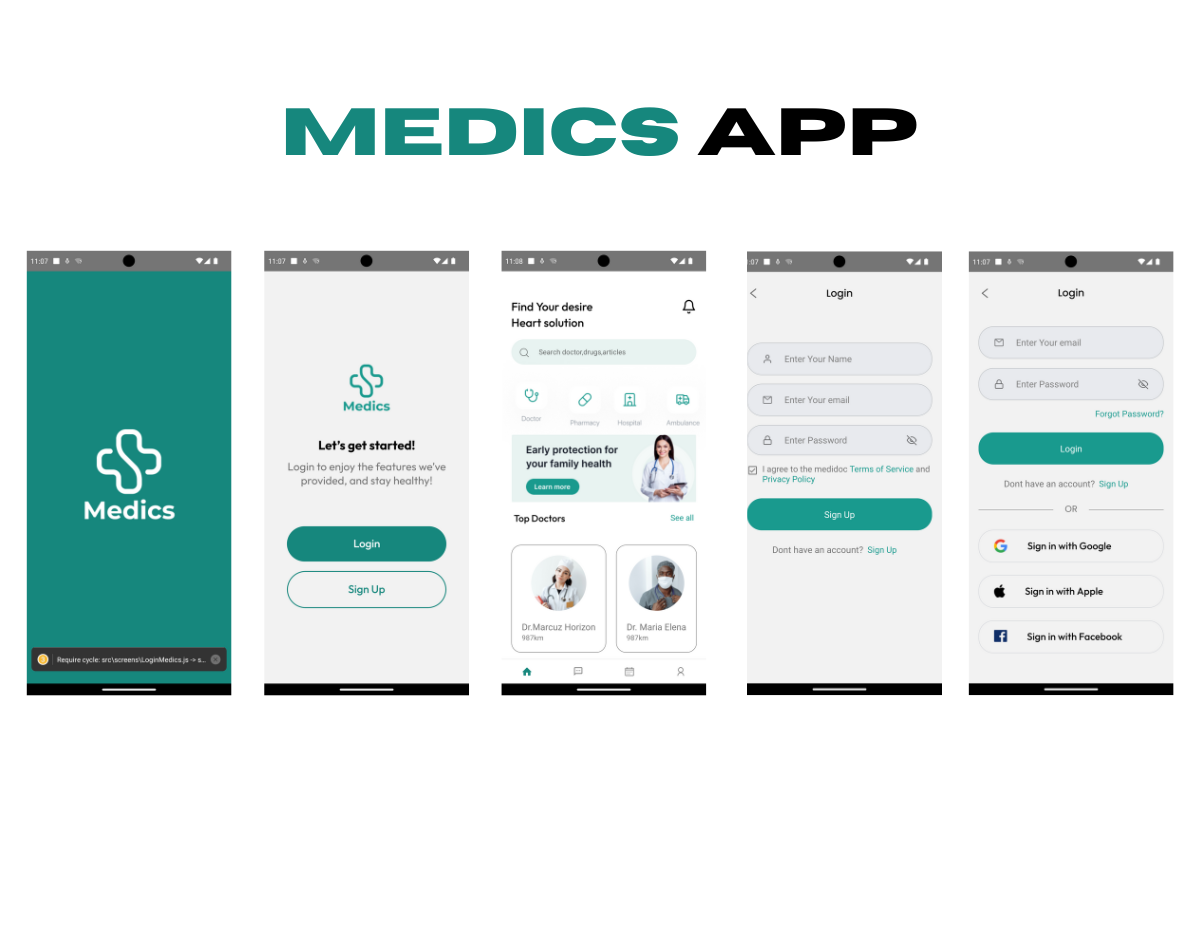 MEDICS APP
11:07
Medics
Require cycle: src\screens\LoginMedics.js -> s...
11:07
Medics
Let's get started!
Login to enjoy the features we've
provided, and stay healthy!
Login
Sign Up
11:08
Find Your desire
Heart solution
Search doctor,drugs,articles
Doctor Pharmacy Hospital Ambulance
Early protection for
your family health
Learn more
Top Doctors See all
Dr.Marcuz Horizon
987km
Dr. Maria Elena
987km
:07
Login
Enter Your Name
Enter Your email
Enter Password
I agree to the medidoc Terms of Service and
Privacy Policy
Sign Up
Dont have an account? Sign Up
11:07
Login
Enter Your email
Enter Password
Forgot Password?
Login
Dont have an account? Sign Up
OR
Sign in with Google
Sign in with Apple
Sign in with Facebook